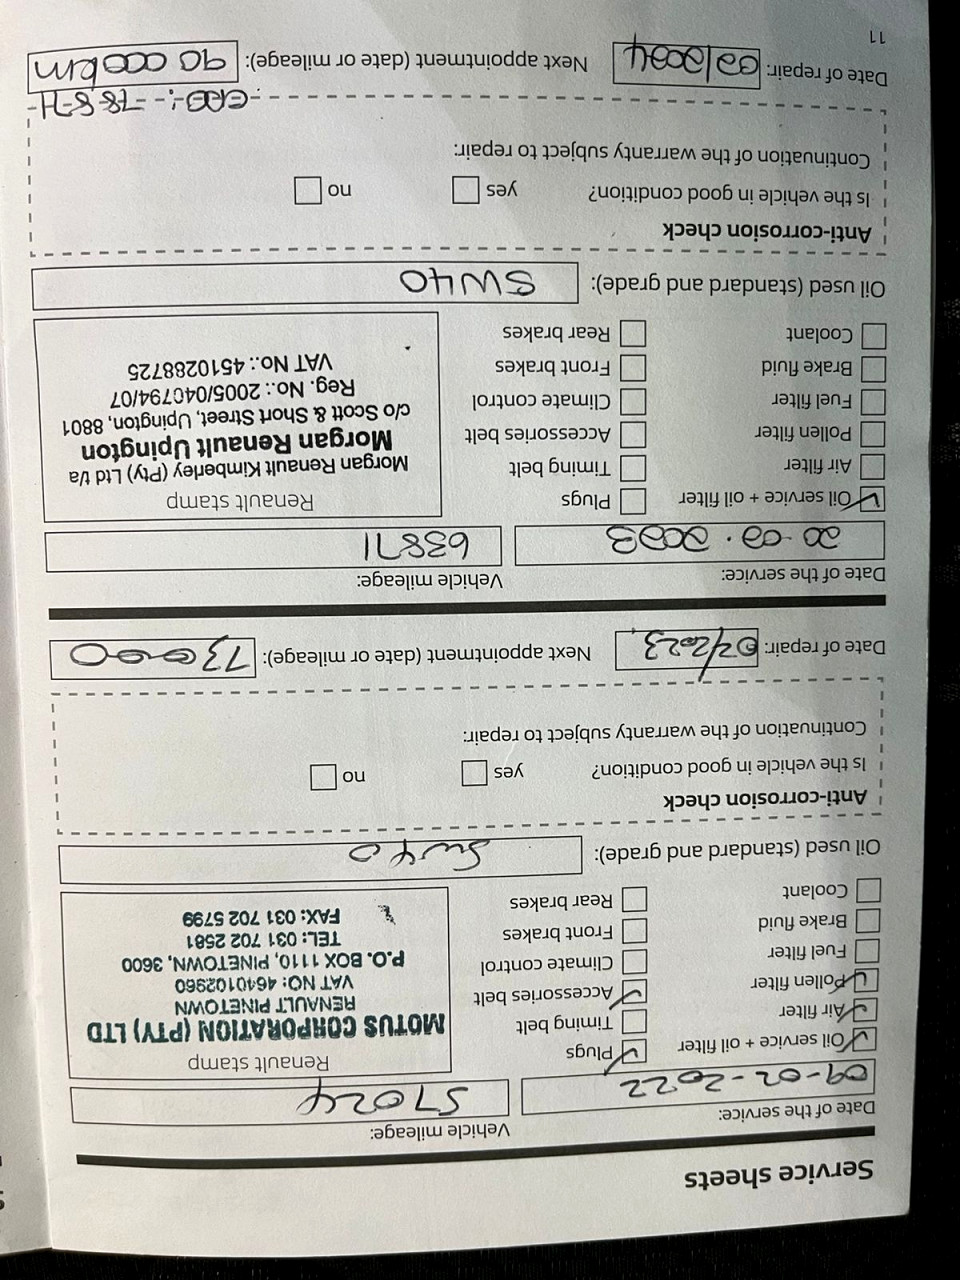 Service sheets
Date of the service: Vehicle mileage:
09-02-2022 57024
Oil service + oil filter Plugs
Air filter Timing belt
Pollen filter Accessories belt
Fuel filter Climate control
Brake fluid Front brakes
Coolant Rear brakes
Renault stamp
MOTUS CORPORATION (PTY) LTD
RENAULT PINETOWN
VAT NO: 4640102960
P.O. BOX 1110, PINETOWN, 3600
TEL: 031 702 2581
FAX: 031 702 5799
Oil used (standard and grade): 5w40
Anti-corrosion check
Is the vehicle in good condition? yes no
Continuation of the warranty subject to repair:
Date of repair: 02/2023 Next appointment (date or mileage): 73000
Date of the service: Vehicle mileage:
20-02-2023 63871
Oil service + oil filter Plugs
Air filter Timing belt
Pollen filter Accessories belt
Fuel filter Climate control
Brake fluid Front brakes
Coolant Rear brakes
Renault stamp
Morgan Renault Kimberley (Pty) Ltd t/a
Morgan Renault Upington
c/o Scott & Short Street, Upington, 8801
Reg. No.: 2005/040794/07
VAT No.: 4510288725
Oil used (standard and grade): 5W40
Anti-corrosion check
Is the vehicle in good condition? yes no
Continuation of the warranty subject to repair:
Date of repair: 02/2024 Next appointment (date or mileage): 90 000km
11